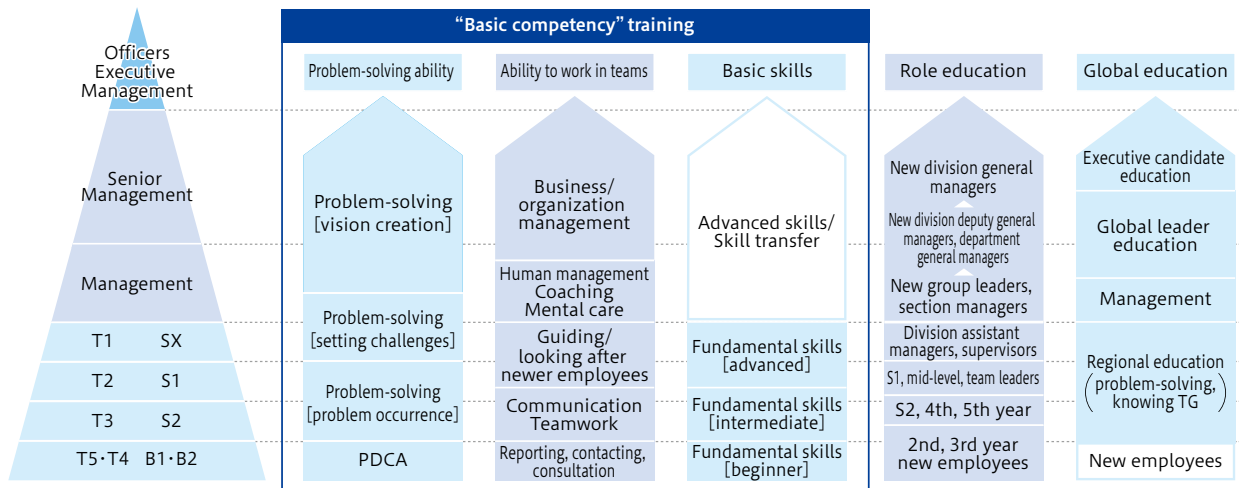 Officers
Executive
Management
Senior
Management
Management
T1 SX
T2 S1
T3 S2
T5・T4 B1・B2
“Basic competency” training
Problem-solving ability
Problem-solving
[vision creation]
Problem-solving
[setting challenges]
Problem-solving
[problem occurrence]
PDCA
Ability to work in teams
Business/
organization
management
Human management
Coaching
Mental care
Guiding/
looking after
newer employees
Communication
Teamwork
Reporting, contacting,
consultation
Basic skills
Advanced skills/
Skill transfer
Fundamental skills
[advanced]
Fundamental skills
[intermediate]
Fundamental skills
[beginner]
Role education
New division general
managers
New division deputy general
managers, department
general managers
New group leaders,
section managers
Division assistant
managers, supervisors
S1, mid-level, team leaders
S2, 4th, 5th year
2nd, 3rd year
new employees
Global education
Executive candidate
education
Global leader
education
Management
Regional education
(problem-solving,
knowing TG)
New employees